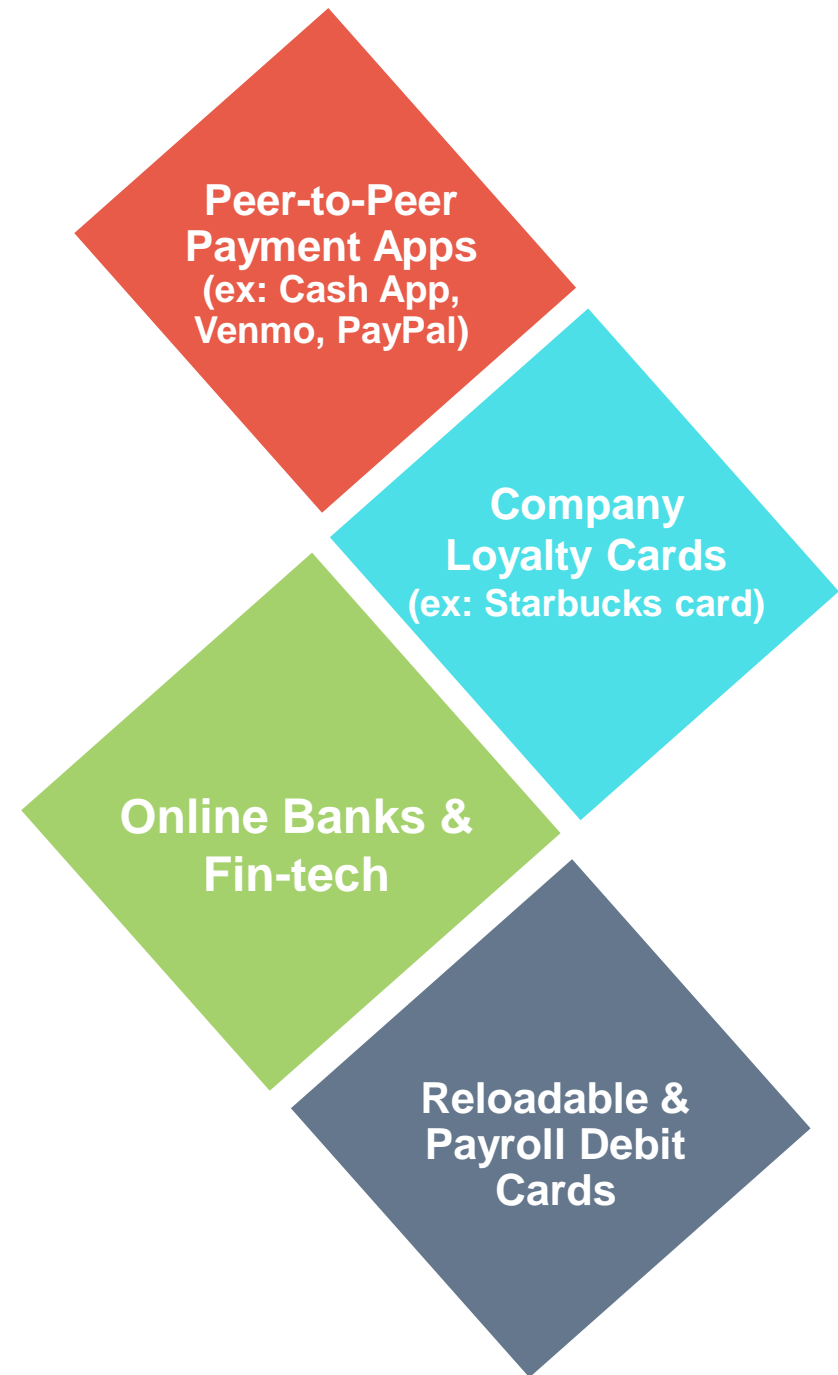 Peer-to-Peer
Payment Apps
(ex: Cash App,
Venmo, PayPal)
Company
Loyalty Cards
(ex: Starbucks card)
Online Banks &
Fin-tech
Reloadable &
Payroll Debit
Cards